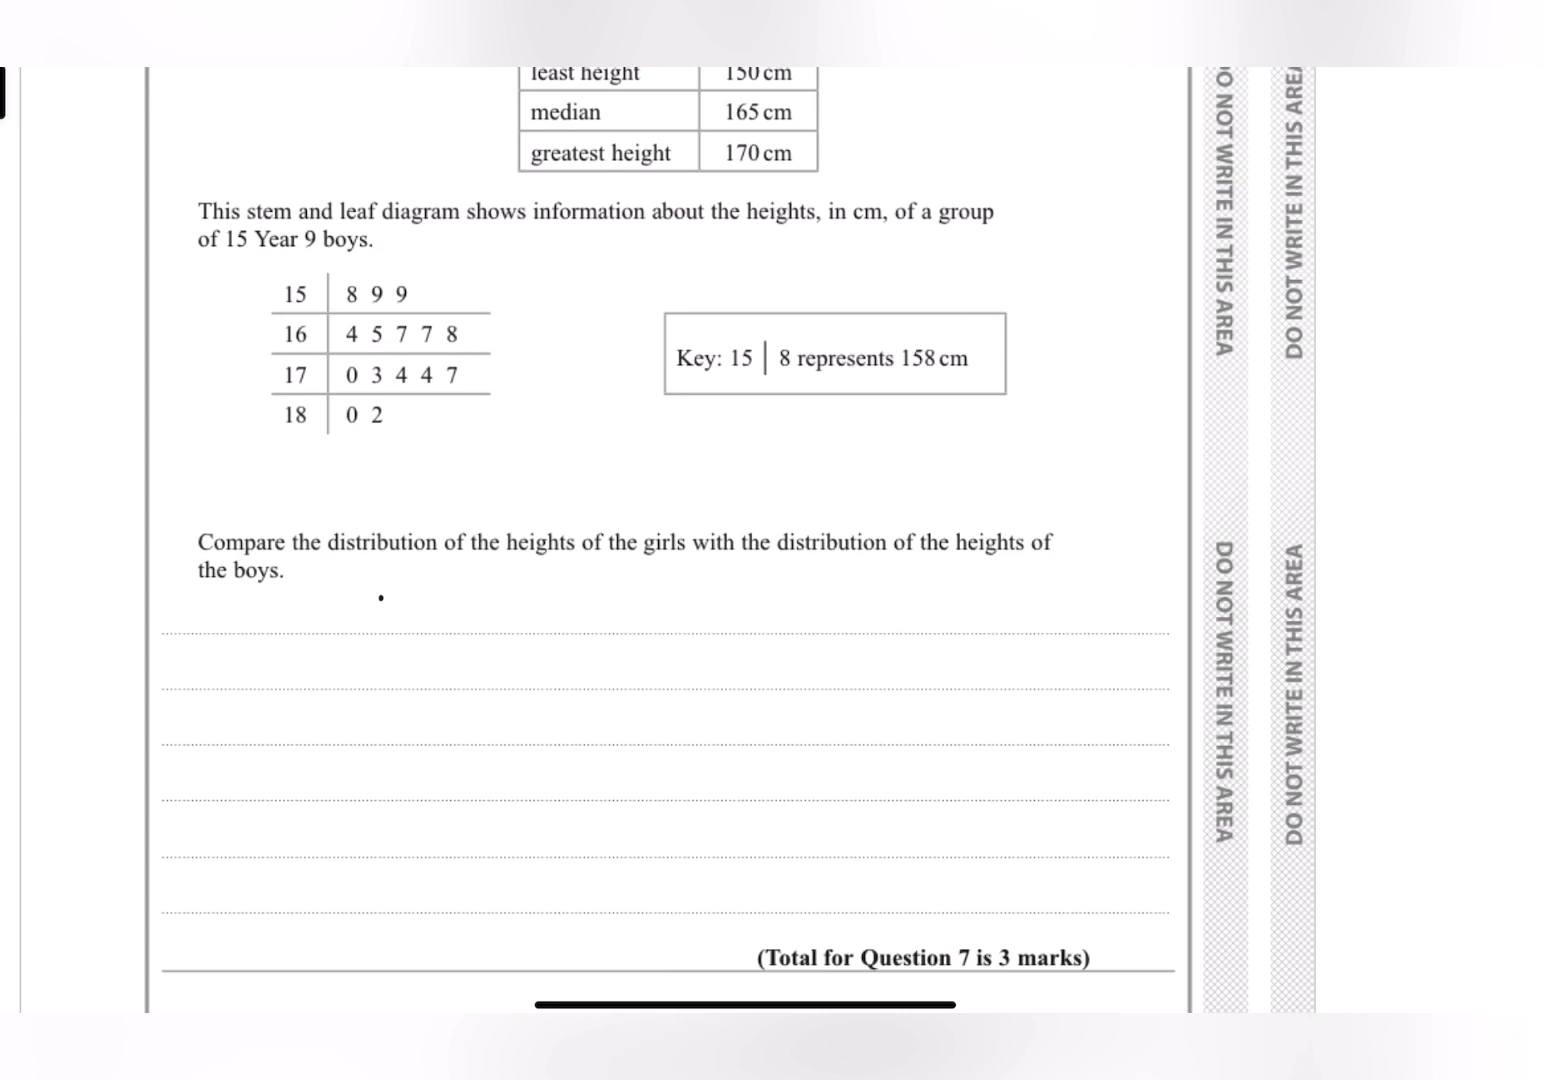 least height 150 cm
median 165 cm
greatest height 170 cm
This stem and leaf diagram shows information about the heights, in cm, of a group
of 15 Year 9 boys.
15 | 8 9 9
16 | 4 5 7 7 8
17 | 0 3 4 4 7
18 | 0 2
Key: 15 | 8 represents 158 cm
Compare the distribution of the heights of the girls with the distribution of the heights of
the boys.
(Total for Question 7 is 3 marks)
O NOT WRITE IN THIS AREA
DO NOT WRITE IN THIS AREA
DO NOT WRITE IN THIS AREA
DO NOT WRITE IN THIS AREA